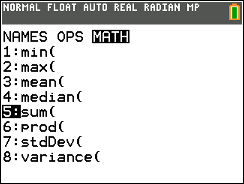 NORMAL FLOAT AUTO REAL RADIAN MP
NAMES OPS MATH
1:min(
2:max(
3:mean(
4:median(
5:sum(
6:prod(
7:stdDev(
8:variance(